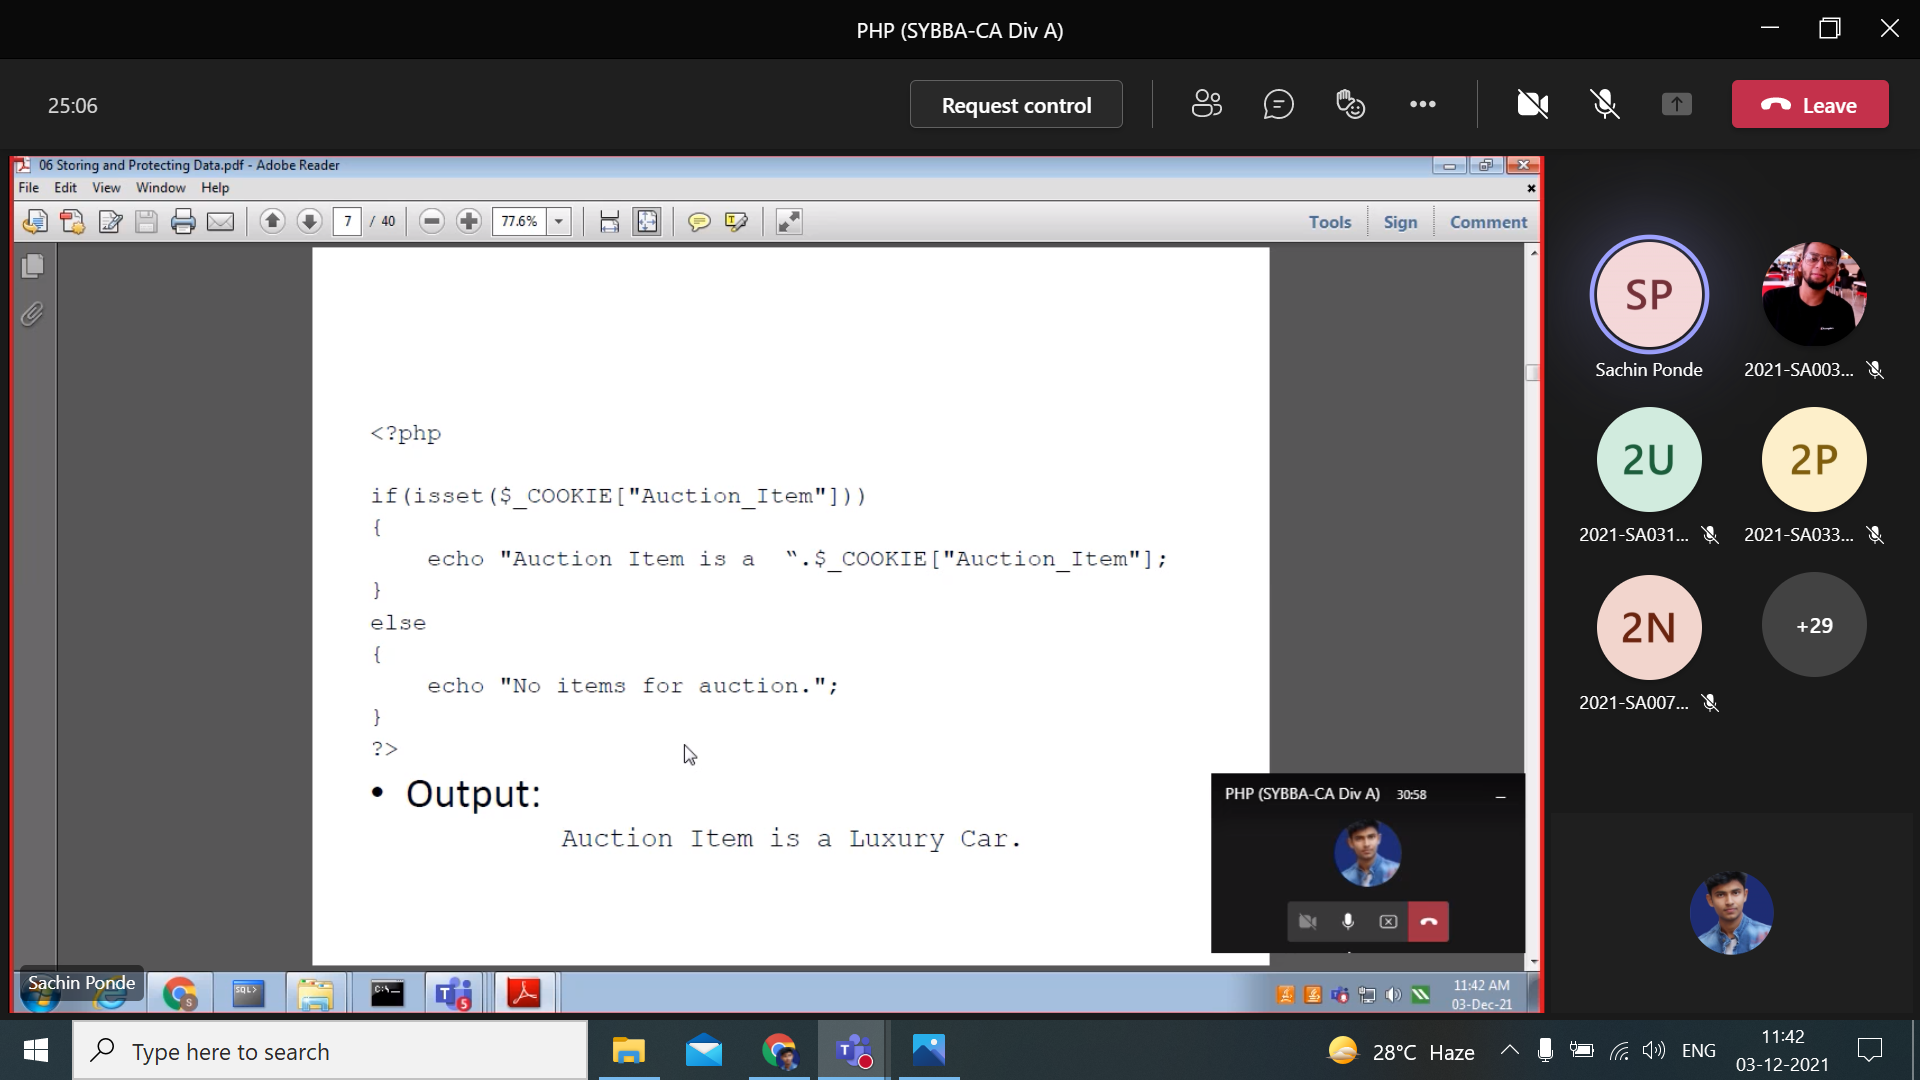 PHP (SYBBA-CA Div A)
25:06
Request control
Leave
06 Storing and Protecting Data.pdf - Adobe Reader
File Edit View Window Help
7 / 40
77.6%
Tools Sign Comment
<?php
if(isset($_COOKIE["Auction_Item"]))
{
echo "Auction Item is a “.$_COOKIE["Auction_Item"];
}
else
{
echo "No items for auction.";
}
?>
• Output:
Auction Item is a Luxury Car.
PHP (SYBBA-CA Div A) 30:58
SP
Sachin Ponde
2021-SA003...
2U
2021-SA031...
2P
2021-SA033...
2N
2021-SA007...
+29
Sachin Ponde
S
SQL>
C:\_
T
S
11:42 AM
03-Dec-21
Type here to search
T
28°C Haze
ENG
11:42
03-12-2021